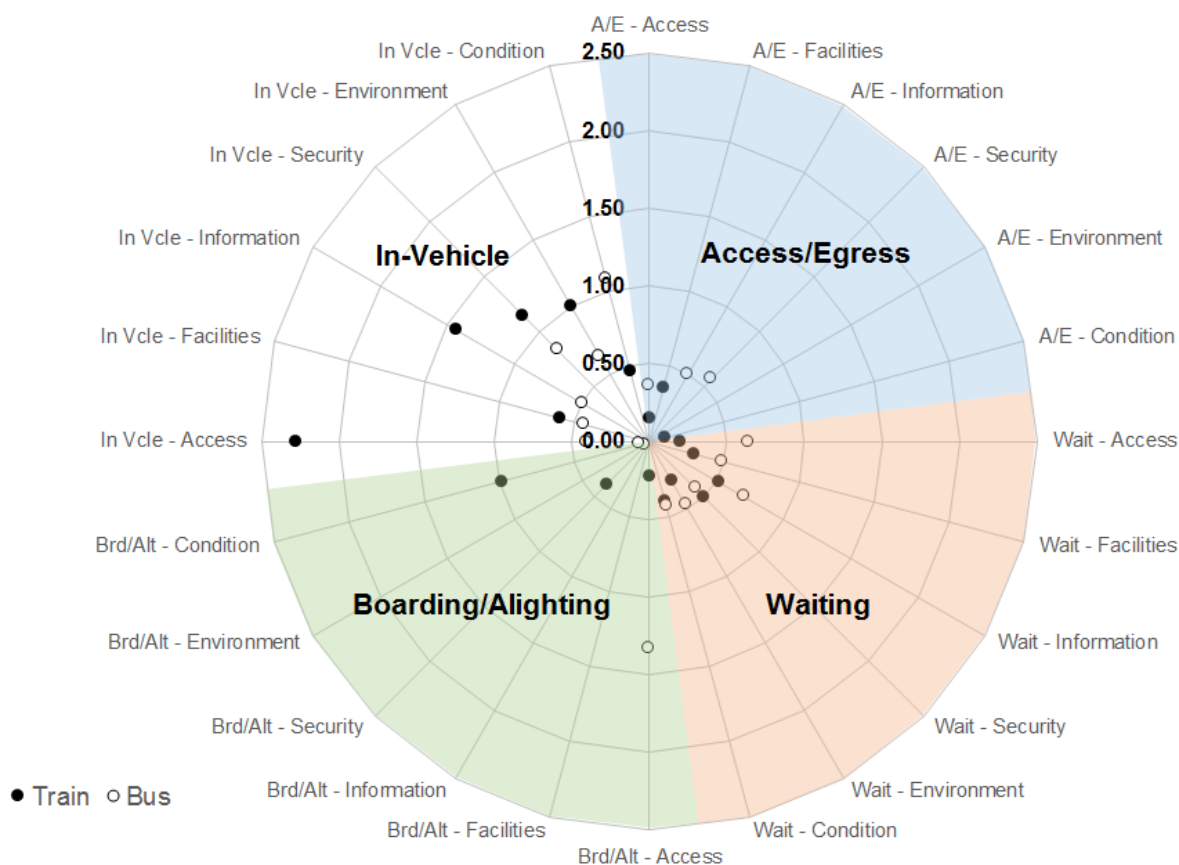 A/E - Access
In Vcle - Condition
2.50
A/E - Facilities
In Vcle - Environment
A/E - Information
2.00
In Vcle - Security
A/E - Security
1.50
In Vcle - Information
A/E - Environment
In-Vehicle
Access/Egress
1.00
In Vcle - Facilities
A/E - Condition
0.50
In Vcle - Access
0.00
Wait - Access
Brd/Alt - Condition
Wait - Facilities
Boarding/Alighting
Waiting
Brd/Alt - Environment
Wait - Information
Brd/Alt - Security
Wait - Security
Brd/Alt - Information
Wait - Environment
Train
Bus
Brd/Alt - Facilities
Wait - Condition
Brd/Alt - Access